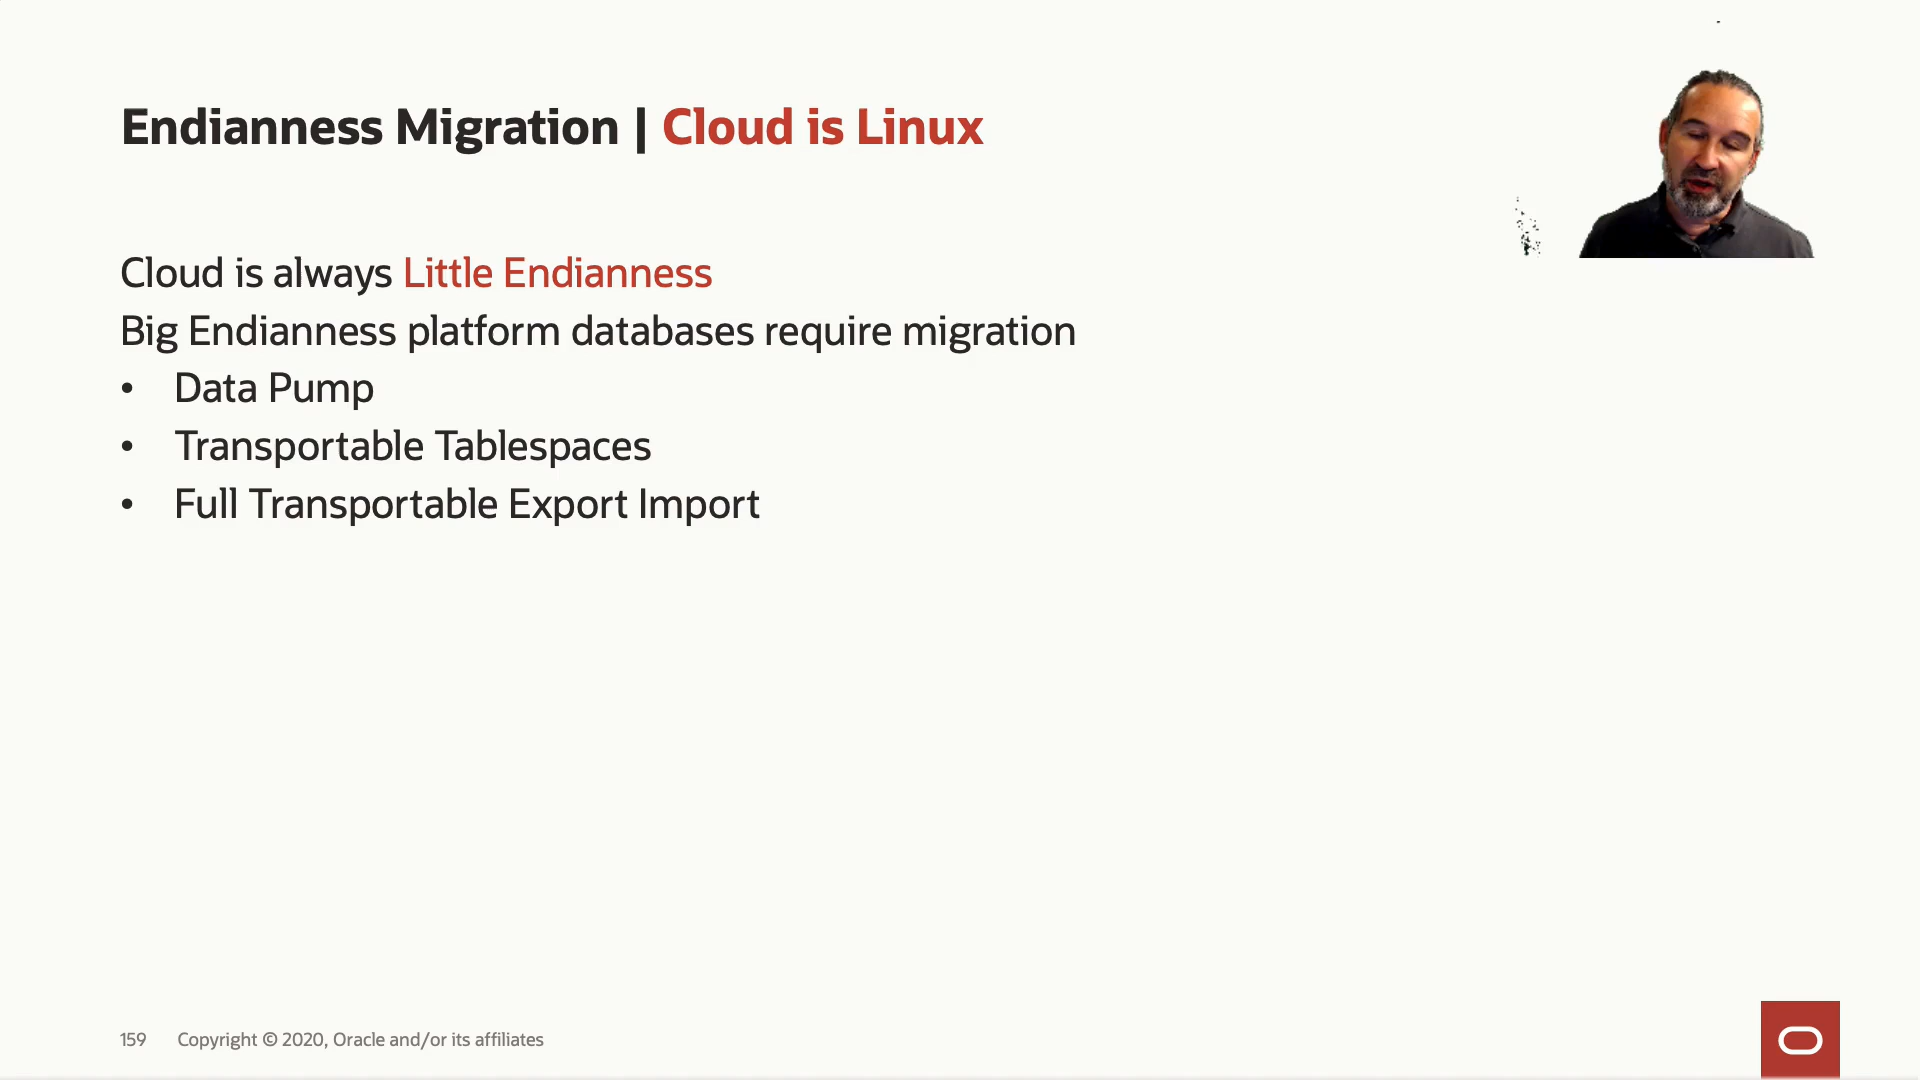 Endianness Migration | Cloud is Linux
Cloud is always Little Endianness
Big Endianness platform databases require migration
• Data Pump
• Transportable Tablespaces
• Full Transportable Export Import
159 Copyright © 2020, Oracle and/or its affiliates